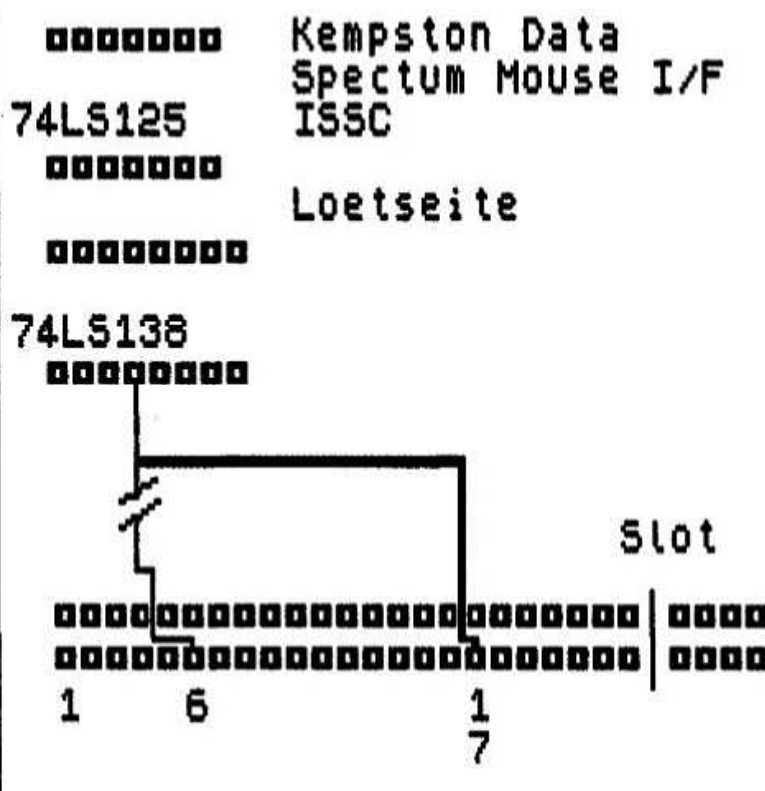 Kempston Data
Spectum Mouse I/F
74LS125 ISSC
Loetseite
74LS138
Slot
1 6 1
7